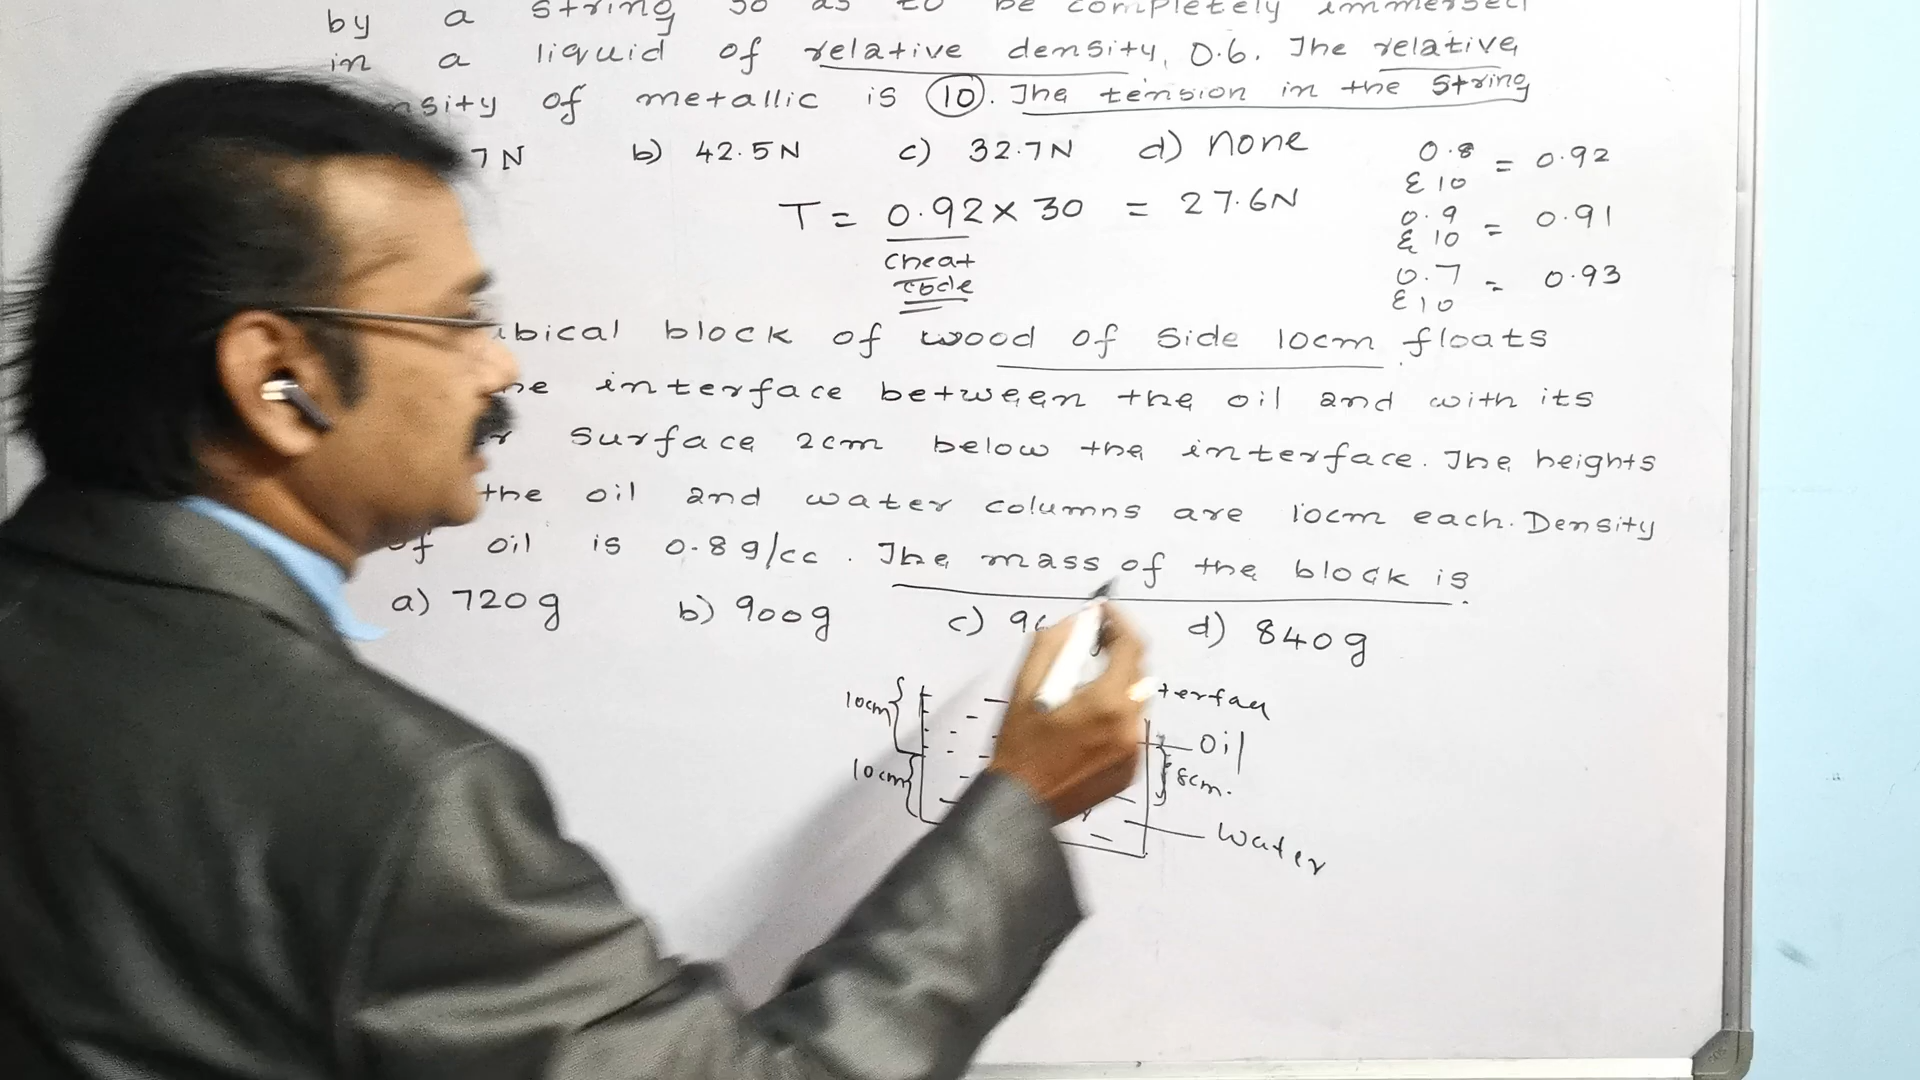 by a string so as to be completely immersed
in a liquid of relative density, 0.6. The relative
nsity of metallic is 10. The tension in the string
7N b) 42.5N c) 32.7N d) none
T = 0.92 x 30 = 27.6N
cheat
code
0.8 & 10 = 0.92
0.9 & 10 = 0.91
0.7 & 10 = 0.93
bical block of wood of side 10cm floats
interface between the oil and with its
surface 2cm below the interface. The heights
the oil and water columns are 10cm each. Density
of oil is 0.8g/cc. The mass of the block is
a) 720g b) 900g c) d) 840g
10cm
10cm
terface
Oil
8cm.
Water